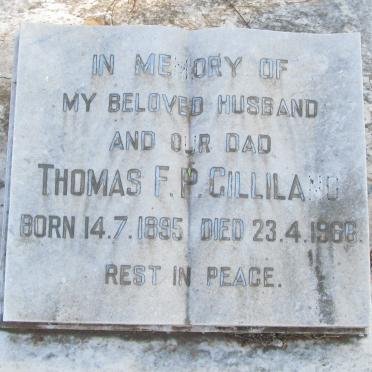 IN MEMORY OF
MY BELOVED HUSBAND
AND OUR DAD
THOMAS F. P. GILLILAND
BORN 14.7.1895 DIED 23.4.1968.
REST IN PEACE.